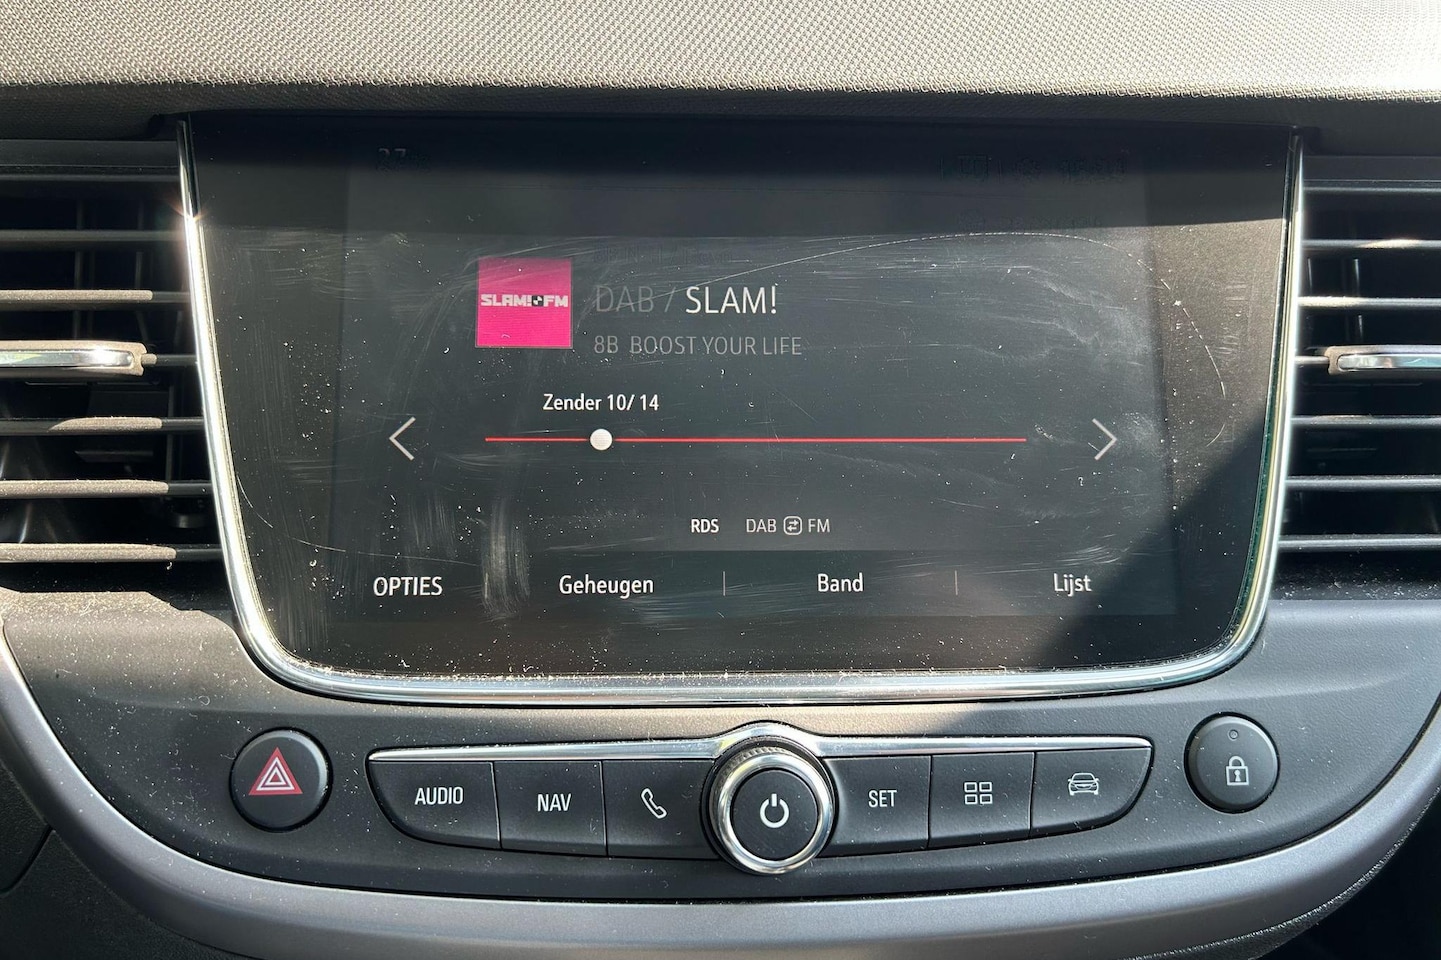 SLAM! FM
DAB / SLAM!
8B BOOST YOUR LIFE
Zender 10/ 14
RDS DAB FM
OPTIES Geheugen Band Lijst
AUDIO NAV SET